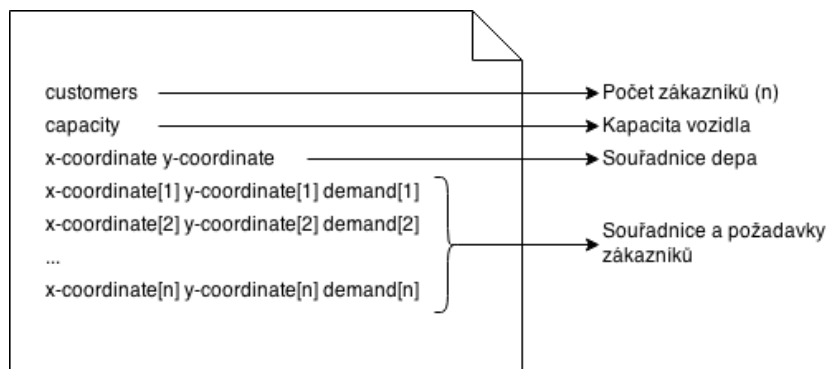 customers Počet zákazníků (n)
capacity Kapacita vozidla
x-coordinate y-coordinate Souřadnice depa
x-coordinate[1] y-coordinate[1] demand[1]
x-coordinate[2] y-coordinate[2] demand[2]
...
x-coordinate[n] y-coordinate[n] demand[n]
Souřadnice a požadavky
zákazníků